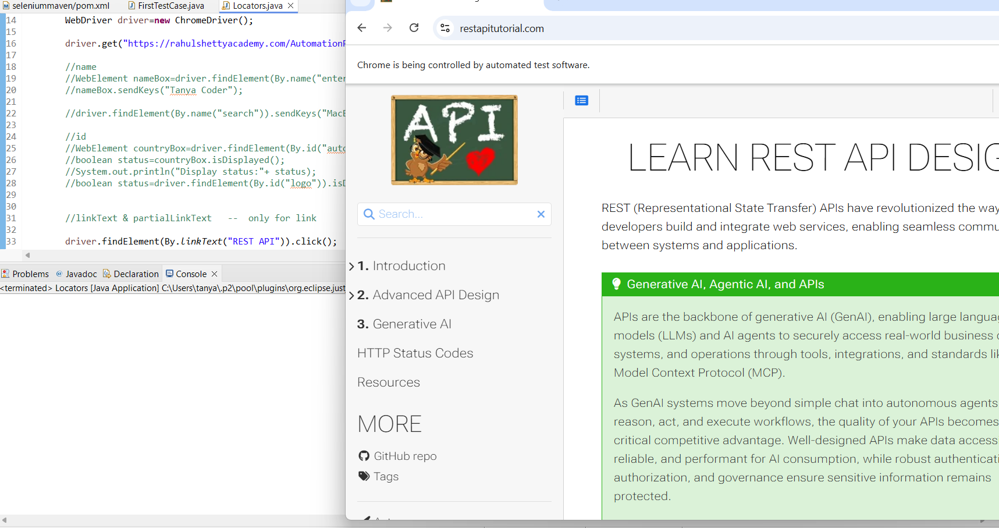 seleniummaven/pom.xml
FirstTestCase.java
Locators.java
14 WebDriver driver=new ChromeDriver();
15
16 driver.get("https://rahulshettyacademy.com/Automation
17
18 //name
19 //WebElement nameBox=driver.findElement(By.name("enter
20 //nameBox.sendKeys("Tanya Coder");
21
22 //driver.findElement(By.name("search")).sendKeys("Mac
23
24 //id
25 //WebElement countryBox=driver.findElement(By.id("auto
26 //boolean status=countryBox.isDisplayed();
27 //System.out.println("Display status:"+ status);
28 //boolean status=driver.findElement(By.id("logo")).is
29
30
31 //linkText & partialLinkText -- only for link
32
33 driver.findElement(By.linkText("REST API")).click();
Problems @ Javadoc Declaration Console
<terminated> Locators [Java Application] C:\Users\tanya\.p2\pool\plugins\org.eclipse.just
restapitutorial.com
Chrome is being controlled by automated test software.
API
Search...
1. Introduction
2. Advanced API Design
3. Generative AI
HTTP Status Codes
Resources
MORE
GitHub repo
Tags
LEARN REST API DESIG
REST (Representational State Transfer) APIs have revolutionized the way
developers build and integrate web services, enabling seamless commu
between systems and applications.
Generative AI, Agentic AI, and APIs
APIs are the backbone of generative AI (GenAI), enabling large langua
models (LLMs) and AI agents to securely access real-world business
systems, and operations through tools, integrations, and standards li
Model Context Protocol (MCP).
As GenAI systems move beyond simple chat into autonomous agents
reason, act, and execute workflows, the quality of your APIs becomes
critical competitive advantage. Well-designed APIs make data access
reliable, and performant for AI consumption, while robust authenticati
authorization, and governance ensure sensitive information remains
protected.